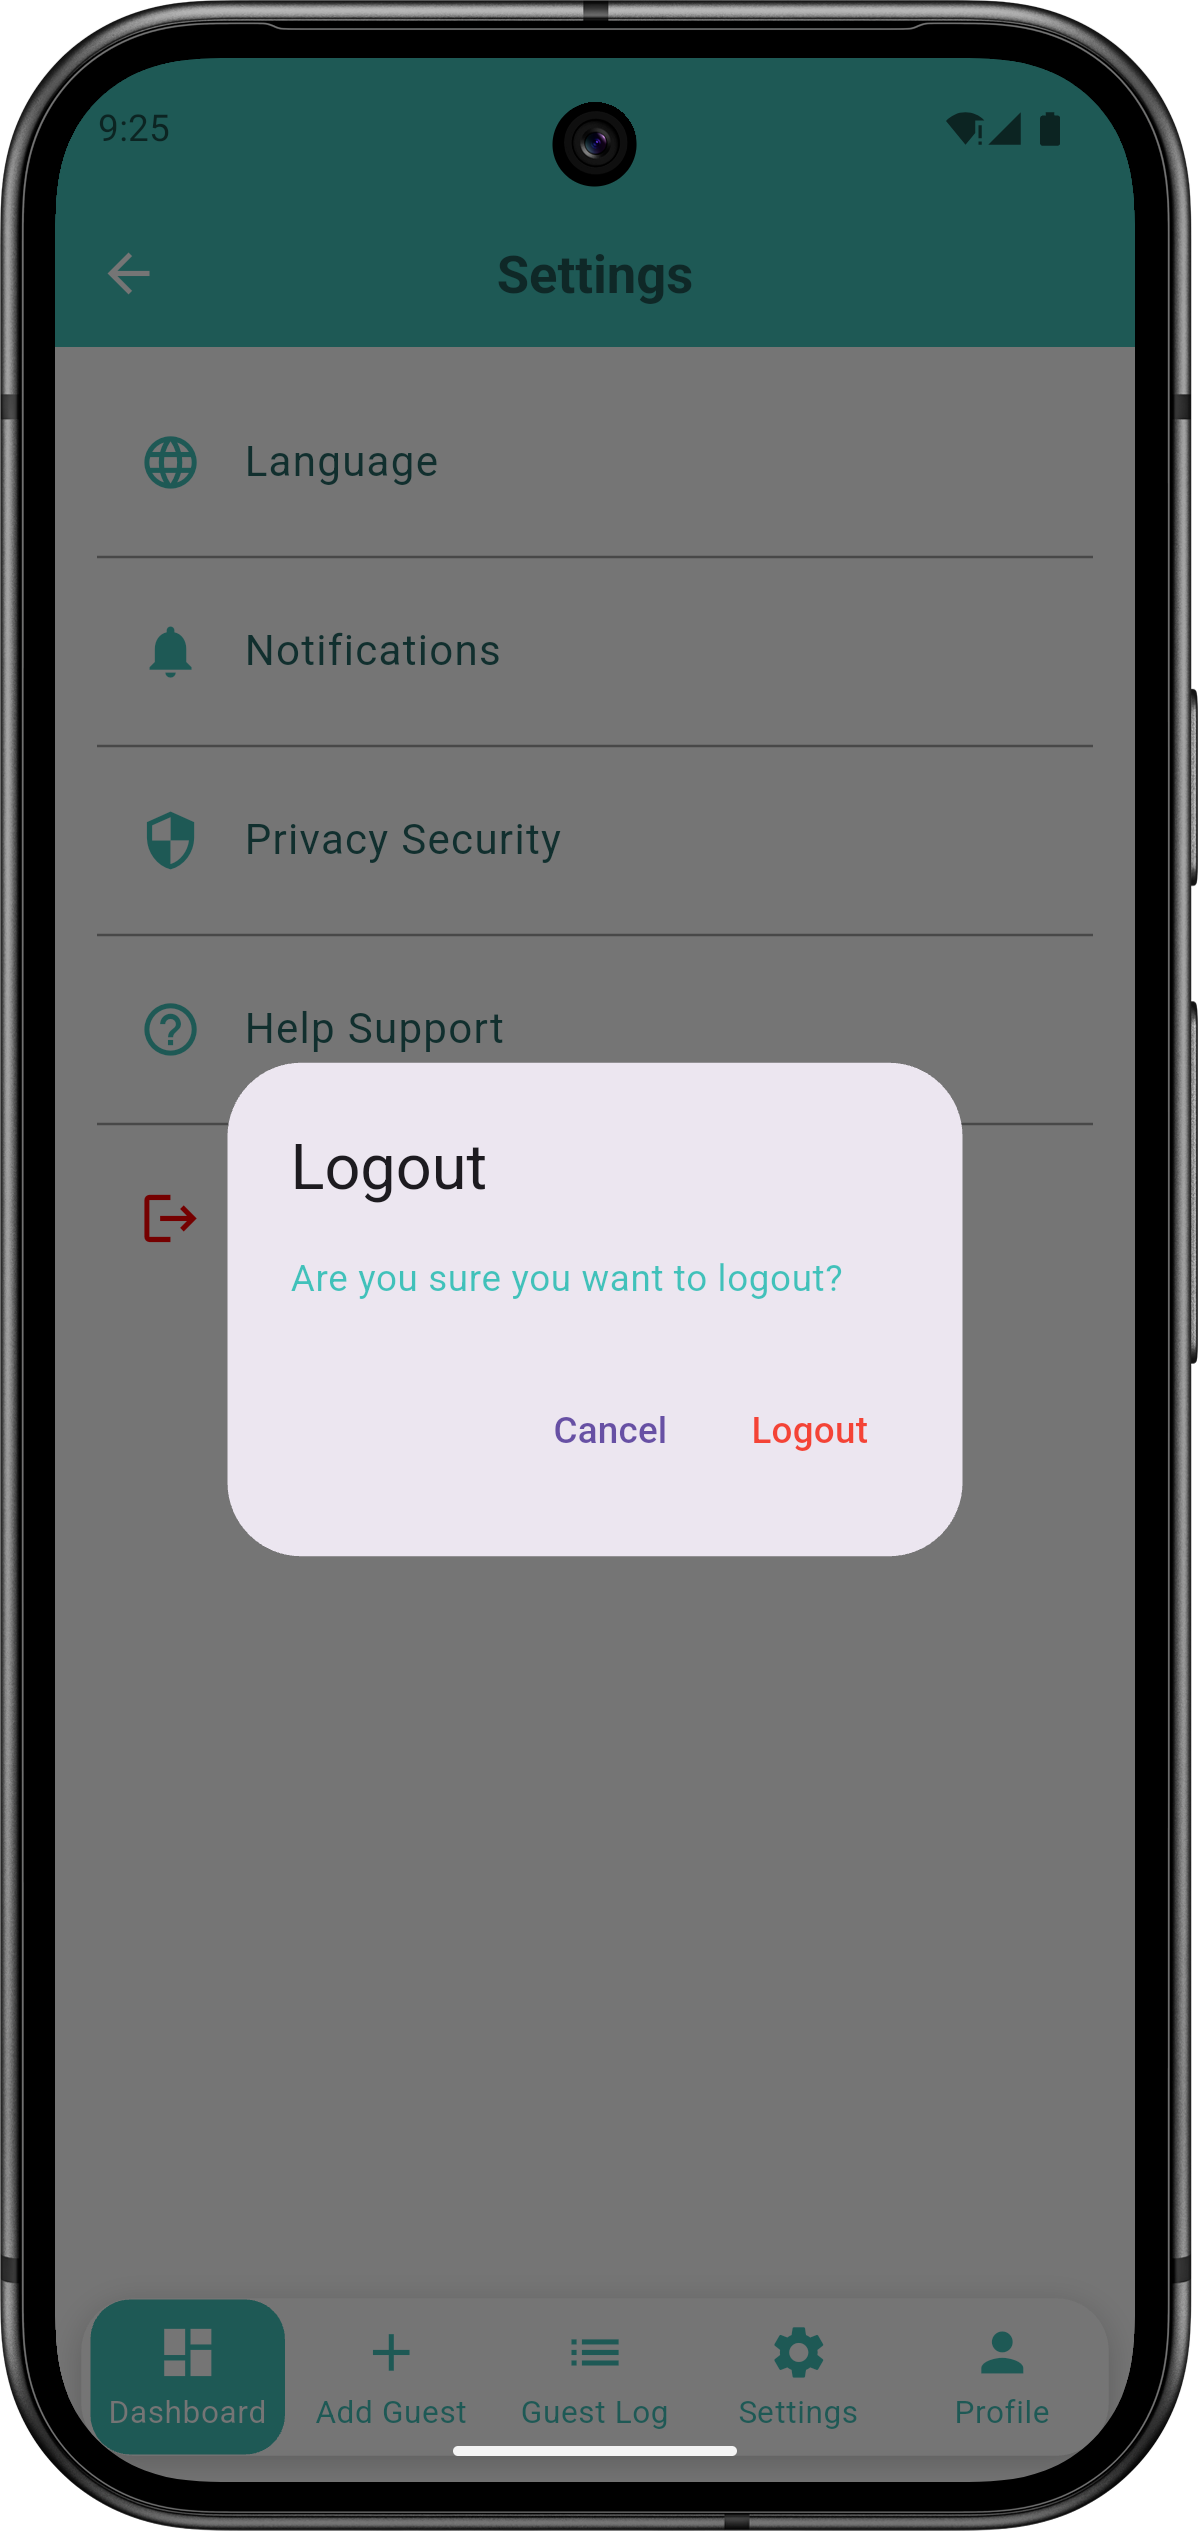 9:25
Settings
Language
Notifications
Privacy Security
Help Support
Logout
Are you sure you want to logout?
Cancel Logout
Dashboard Add Guest Guest Log Settings Profile